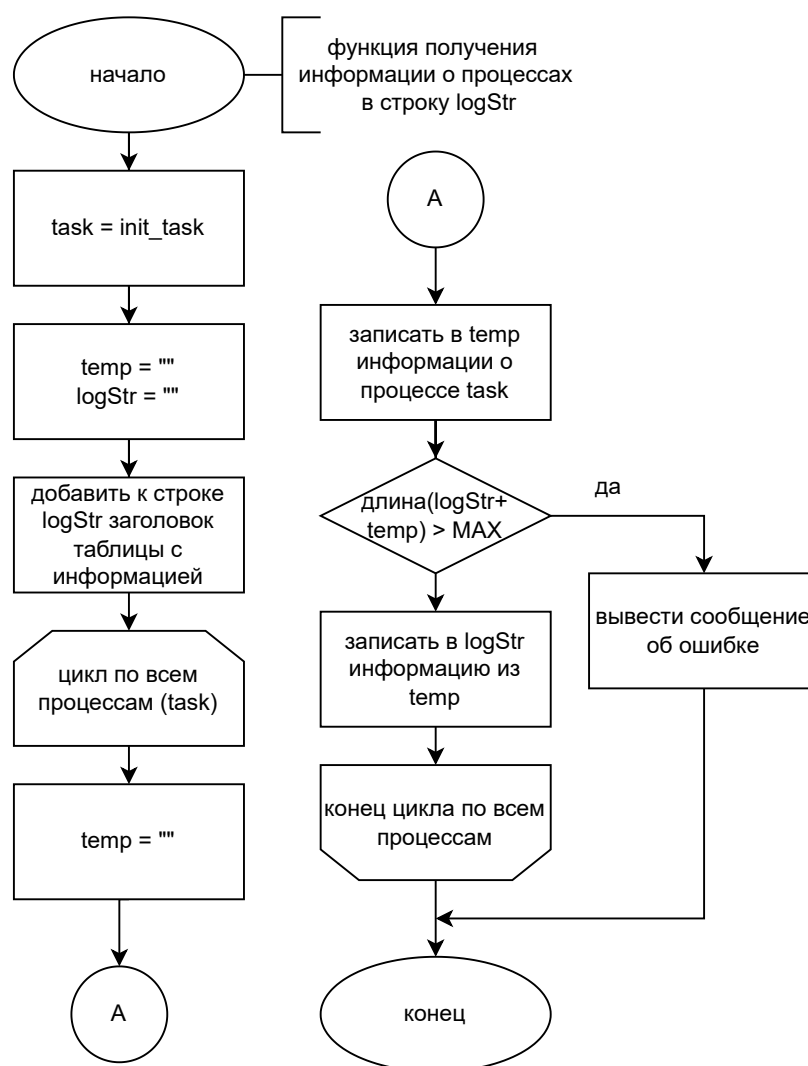 начало
функция получения
информации о процессах
в строку logStr
task = init_task
temp = ""
logStr = ""
добавить к строке
logStr заголовок
таблицы с
информацией
цикл по всем
процессам (task)
temp = ""
A
A
записать в temp
информации о
процессе task
длина(logStr+
temp) > MAX
да
вывести сообщение
об ошибке
записать в logStr
информацию из
temp
конец цикла по всем
процессам
конец